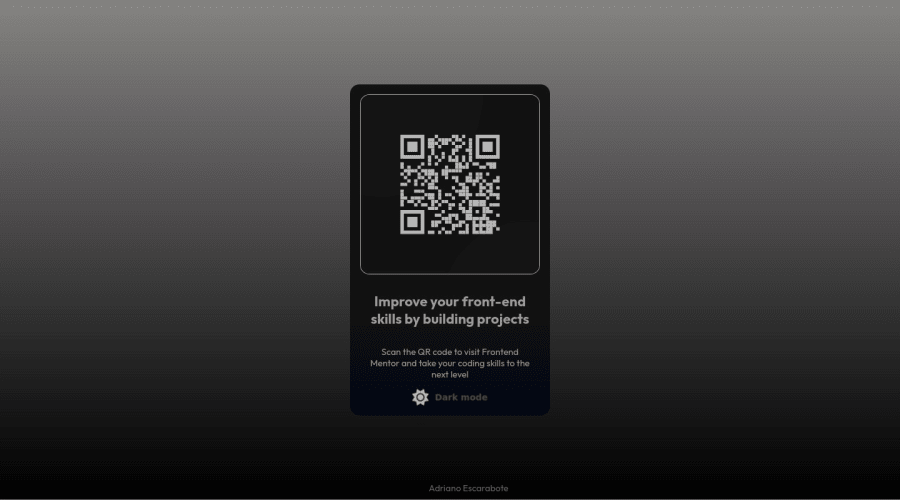 Improve your front-end
skills by building projects
Scan the QR code to visit Frontend
Mentor and take your coding skills to the
next level
Dark mode
Adriano Escarabote